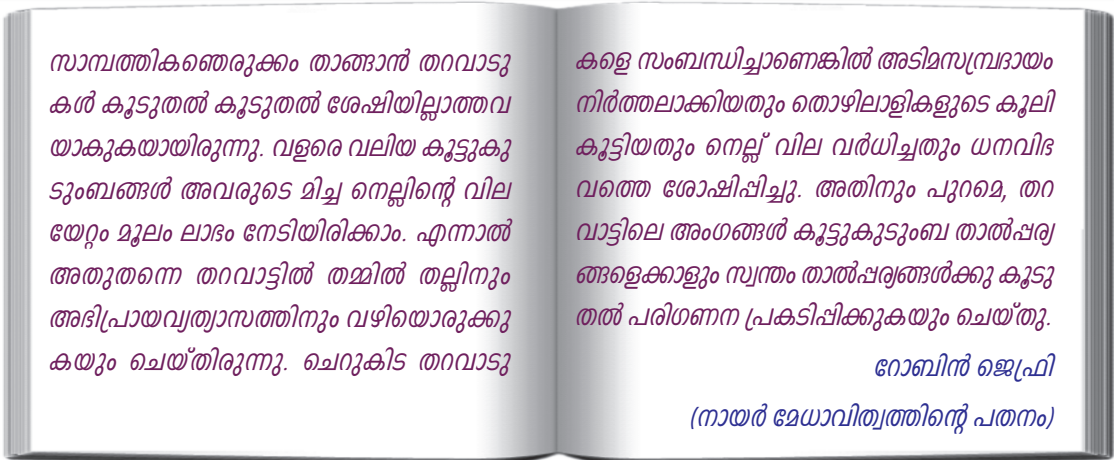 സാമ്പത്തികഞെരുക്കം താങ്ങാൻ തറവാടു
കൾ കൂടുതൽ കൂടുതൽ ശേഷിയില്ലാത്തവ
യാകുകയായിരുന്നു. വളരെ വലിയ കൂട്ടുകു
ടുംബങ്ങൾ അവരുടെ മിച്ച നെല്ലിന്റെ വില
യേറ്റം മൂലം ലാഭം നേടിയിരിക്കാം. എന്നാൽ
അതുതന്നെ തറവാട്ടിൽ തമ്മിൽ തല്ലിനും
അഭിപ്രായവ്യത്യാസത്തിനും വഴിയൊരുക്കു
കയും ചെയ്തിരുന്നു. ചെറുകിട തറവാടു
കളെ സംബന്ധിച്ചാണെങ്കിൽ അടിമസമ്പ്രദായം
നിർത്തലാക്കിയതും തൊഴിലാളികളുടെ കൂലി
കൂട്ടിയതും നെല്ല് വില വർധിച്ചതും ധനവിഭ
വത്തെ ശോഷിപ്പിച്ചു. അതിനും പുറമെ, തറ
വാട്ടിലെ അംഗങ്ങൾ കൂട്ടുകുടുംബ താൽപ്പര്യ
ങ്ങളെക്കാളും സ്വന്തം താൽപ്പര്യങ്ങൾക്കു കൂടു
തൽ പരിഗണന പ്രകടിപ്പിക്കുകയും ചെയ്തു.
റോബിൻ ജെഫ്രി
(നായർ മേധാവിത്വത്തിന്റെ പതനം)